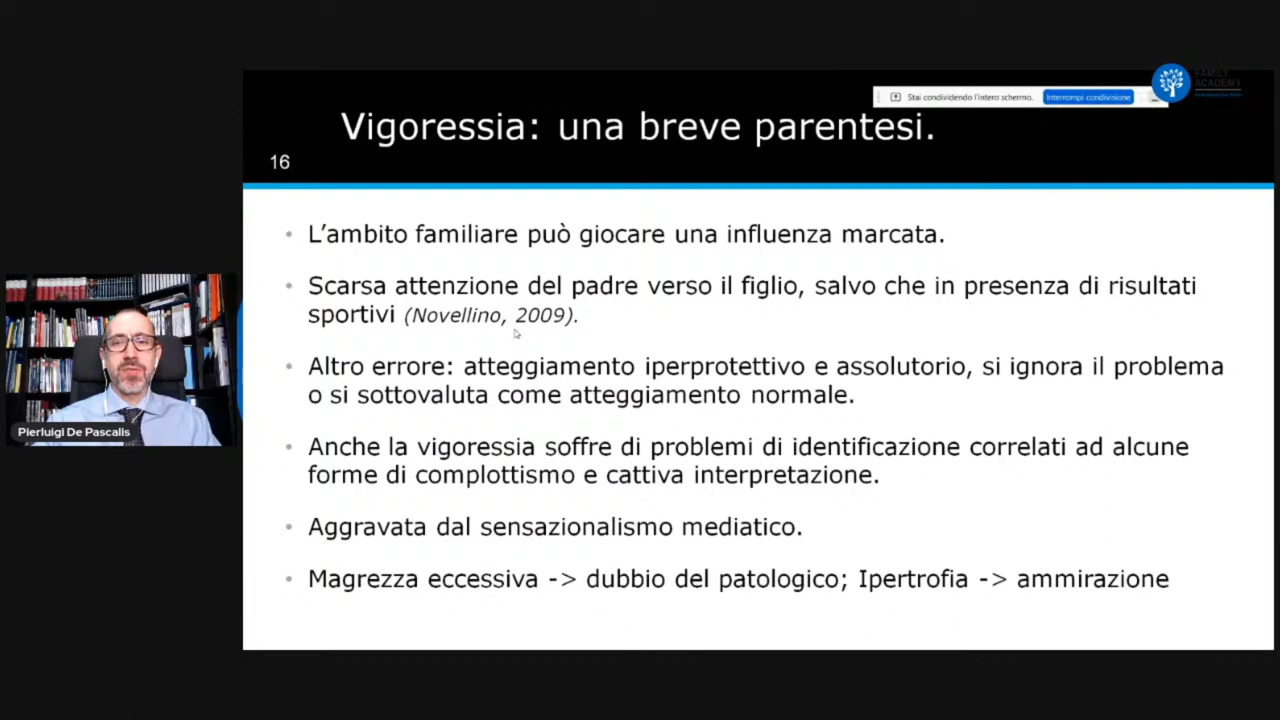 Stai condividendo l'intero schermo.
Interrompi condivisione
FAMILY
ACADEMY
Vigoressia: una breve parentesi.
16
• L'ambito familiare può giocare una influenza marcata.
• Scarsa attenzione del padre verso il figlio, salvo che in presenza di risultati
sportivi (Novellino, 2009).
• Altro errore: atteggiamento iperprotettivo e assolutorio, si ignora il problema
o si sottovaluta come atteggiamento normale.
• Anche la vigoressia soffre di problemi di identificazione correlati ad alcune
forme di complottismo e cattiva interpretazione.
• Aggravata dal sensazionalismo mediatico.
• Magrezza eccessiva -> dubbio del patologico; Ipertrofia -> ammirazione
Pierluigi De Pascalis